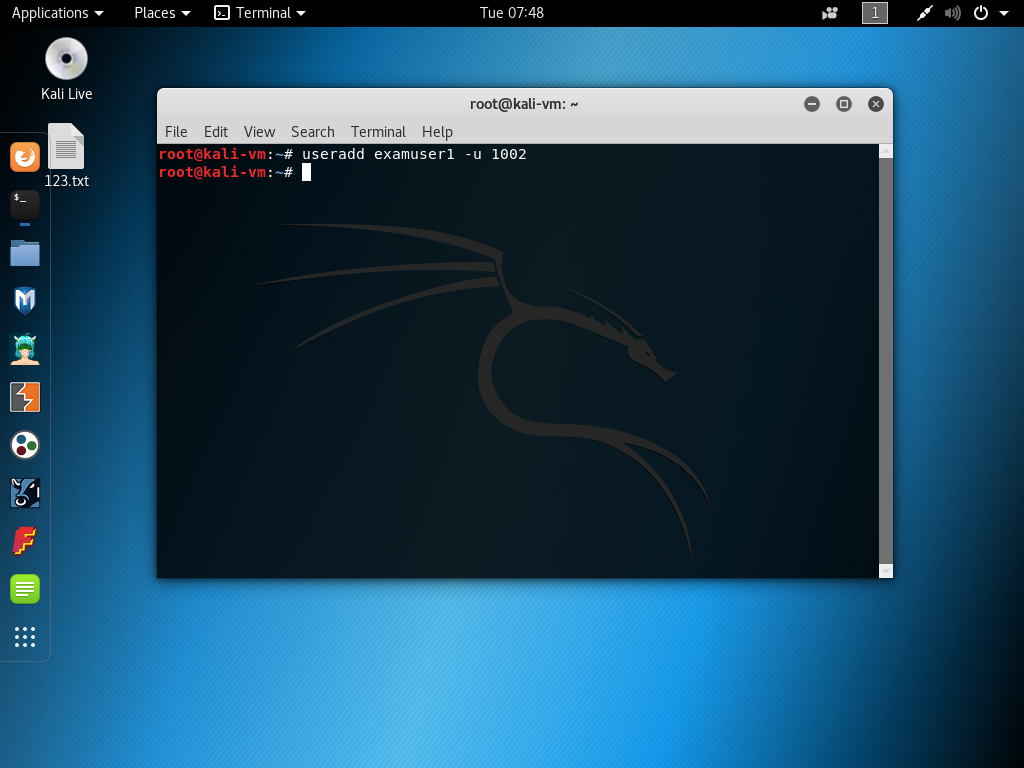 Applications Places Terminal Tue 07:48 1
Kali Live
123.txt
root@kali-vm: ~
File Edit View Search Terminal Help
root@kali-vm:~# useradd examuser1 -u 1002
root@kali-vm:~#